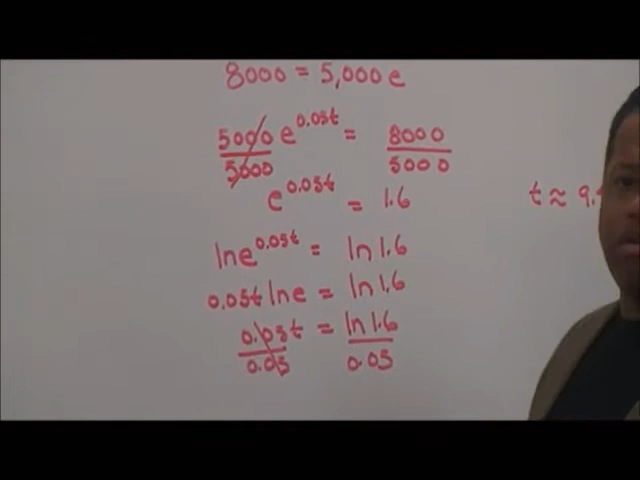 8000 = 5,000 e
5000 e^0.05t = 8000
5000 5000
e^0.05t = 1.6
ln e^0.05t = ln 1.6
0.05t ln e = ln 1.6
0.05t = ln 1.6
0.05 0.05
t ≈ 9.